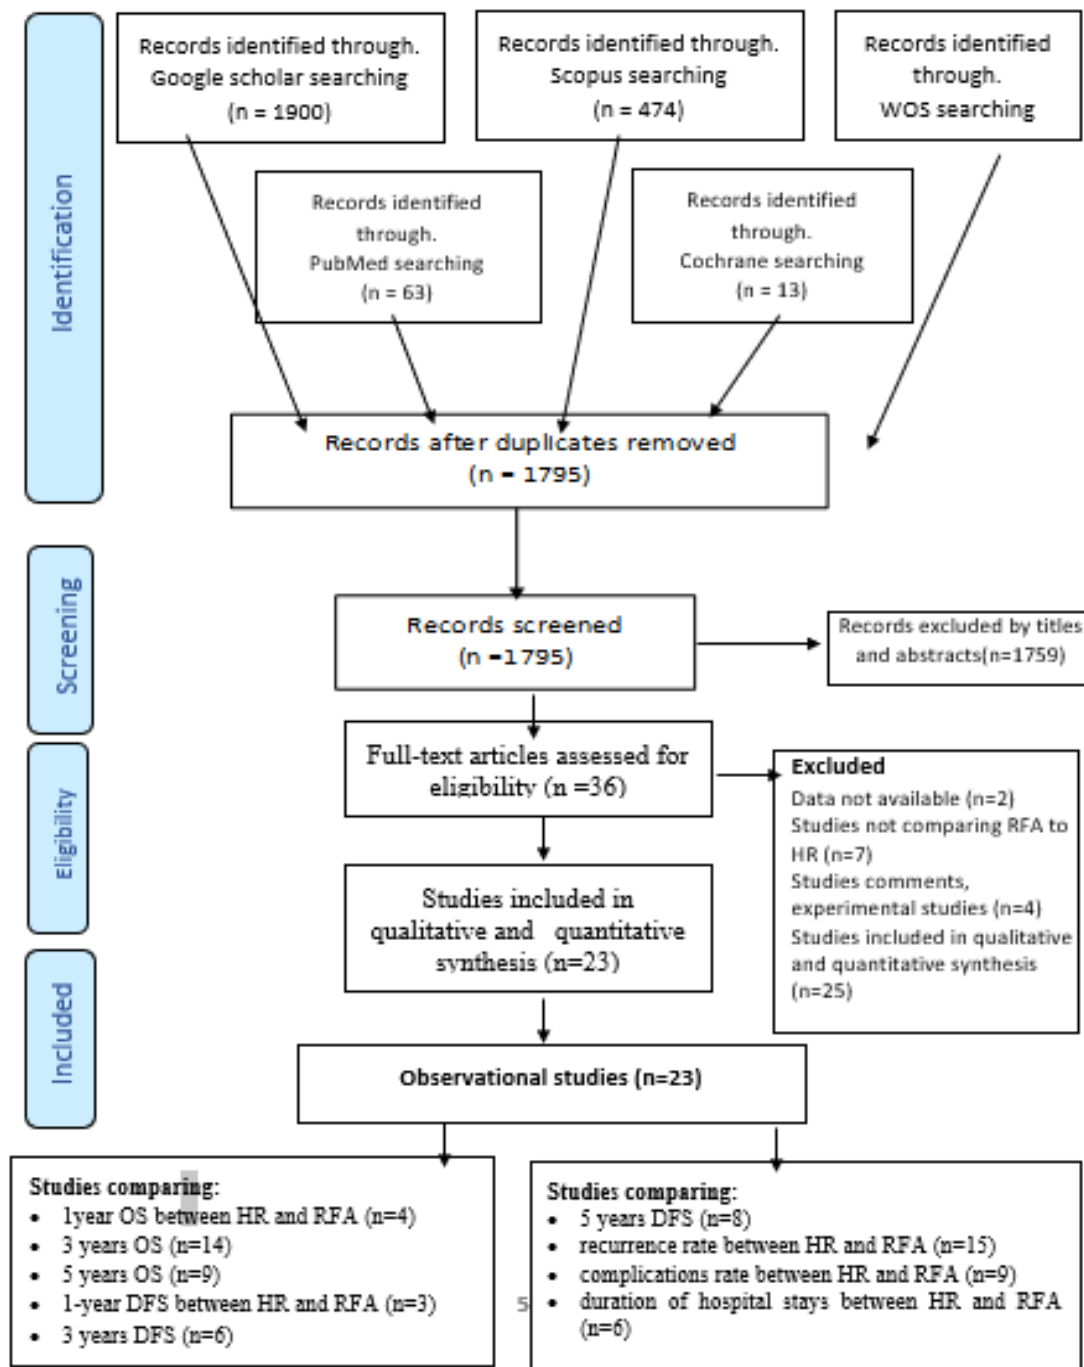 Identification
Records identified through.
Google scholar searching
(n = 1900)
Records identified through.
Scopus searching
(n = 474)
Records identified
through.
WOS searching
Records identified
through.
PubMed searching
(n = 63)
Records identified
through.
Cochrane searching
(n = 13)
Records after duplicates removed
(n = 1795)
Screening
Records screened
(n =1795)
Records excluded by titles
and abstracts(n=1759)
Eligibility
Full-text articles assessed for
eligibility (n =36)
Excluded
Data not available (n=2)
Studies not comparing RFA to
HR (n=7)
Studies comments,
experimental studies (n=4)
Studies included in qualitative
and quantitative synthesis
(n=25)
Studies included in
qualitative and quantitative
synthesis (n=23)
Included
Observational studies (n=23)
Studies comparing:
• 1year OS between HR and RFA (n=4)
• 3 years OS (n=14)
• 5 years OS (n=9)
• 1-year DFS between HR and RFA (n=3)
• 3 years DFS (n=6)
5
Studies comparing:
• 5 years DFS (n=8)
• recurrence rate between HR and RFA (n=15)
• complications rate between HR and RFA (n=9)
• duration of hospital stays between HR and RFA
(n=6)